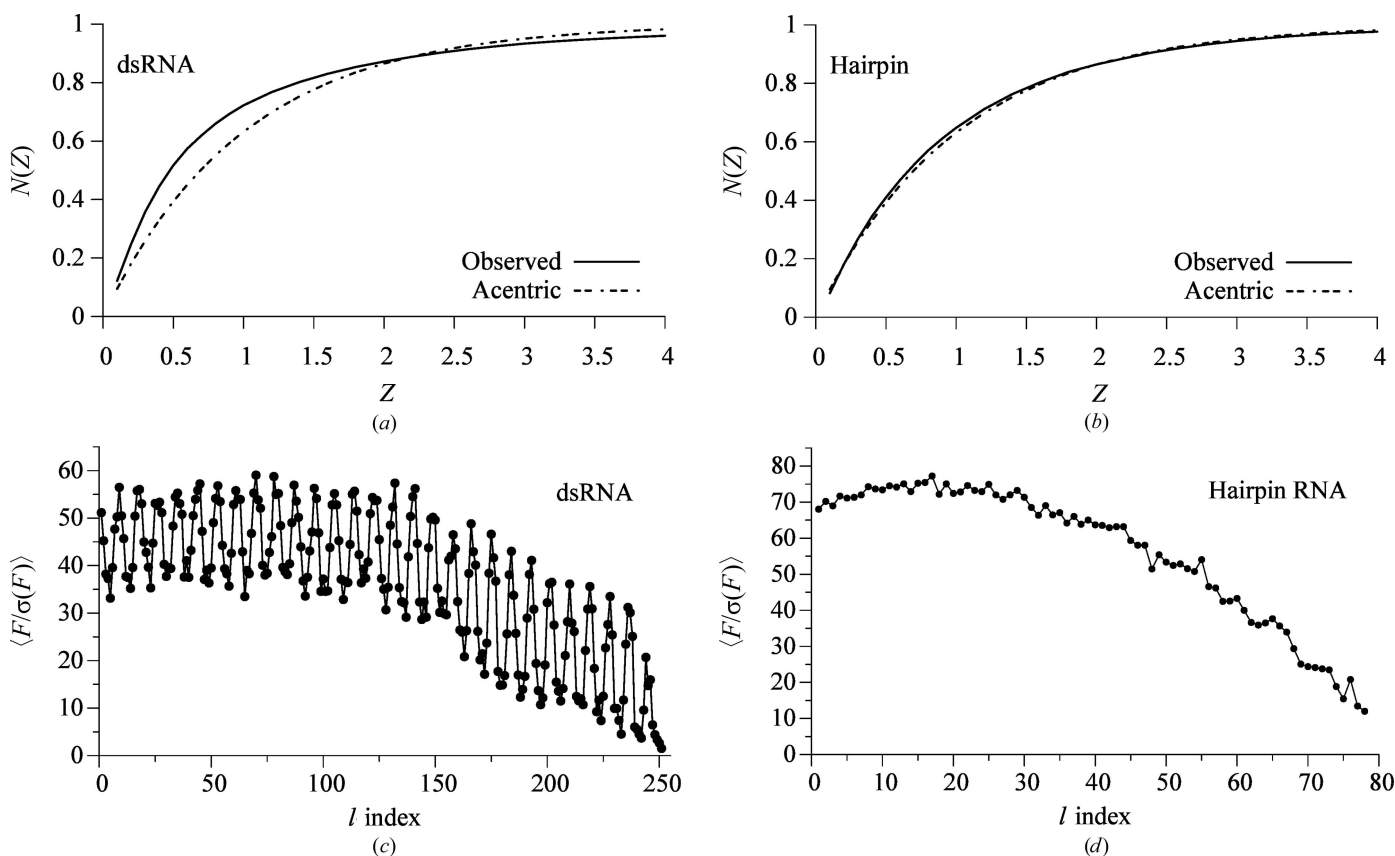 1
0.8
0.6
0.4
0.2
0
N(Z)
dsRNA
Observed
Acentric
0 0.5 1 1.5 2 2.5 3 3.5 4
Z
(a)
1
0.8
0.6
0.4
0.2
0
N(Z)
Hairpin
Observed
Acentric
0 0.5 1 1.5 2 2.5 3 3.5 4
Z
(b)
60
50
40
30
20
10
0
⟨F/σ(F)⟩
dsRNA
0 50 100 150 200 250
l index
(c)
80
70
60
50
40
30
20
10
0
⟨F/σ(F)⟩
Hairpin RNA
0 10 20 30 40 50 60 70 80
l index
(d)